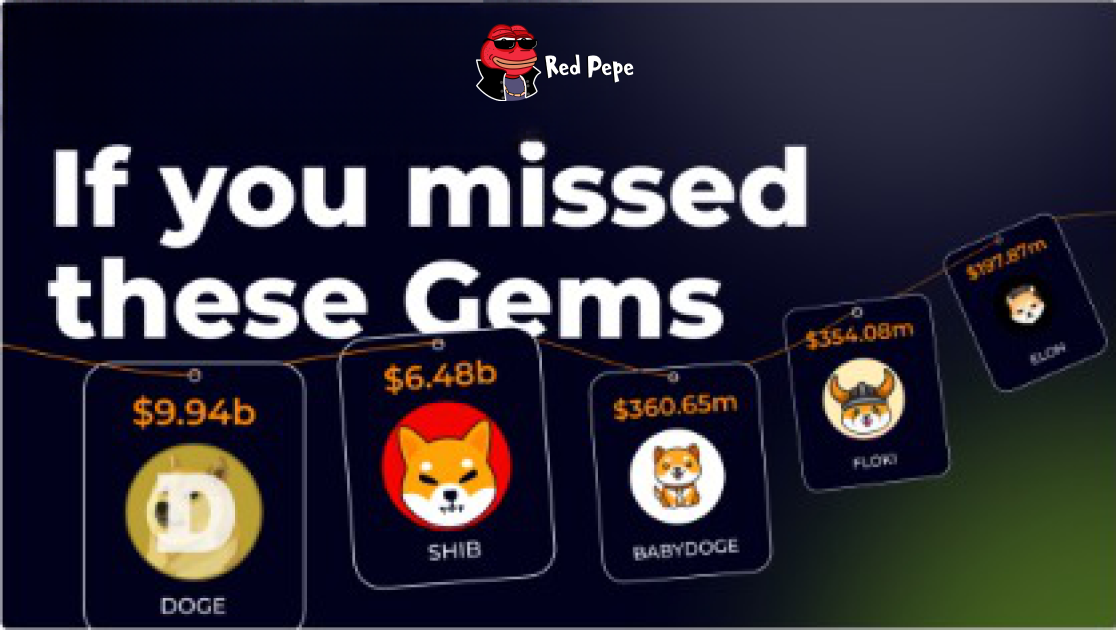 Red Pepe
If you missed
these Gems
$9.94b
DOGE
$6.48b
SHIB
$360.65m
BABYDOGE
$354.08m
FLOKI
$197.87m
ELON